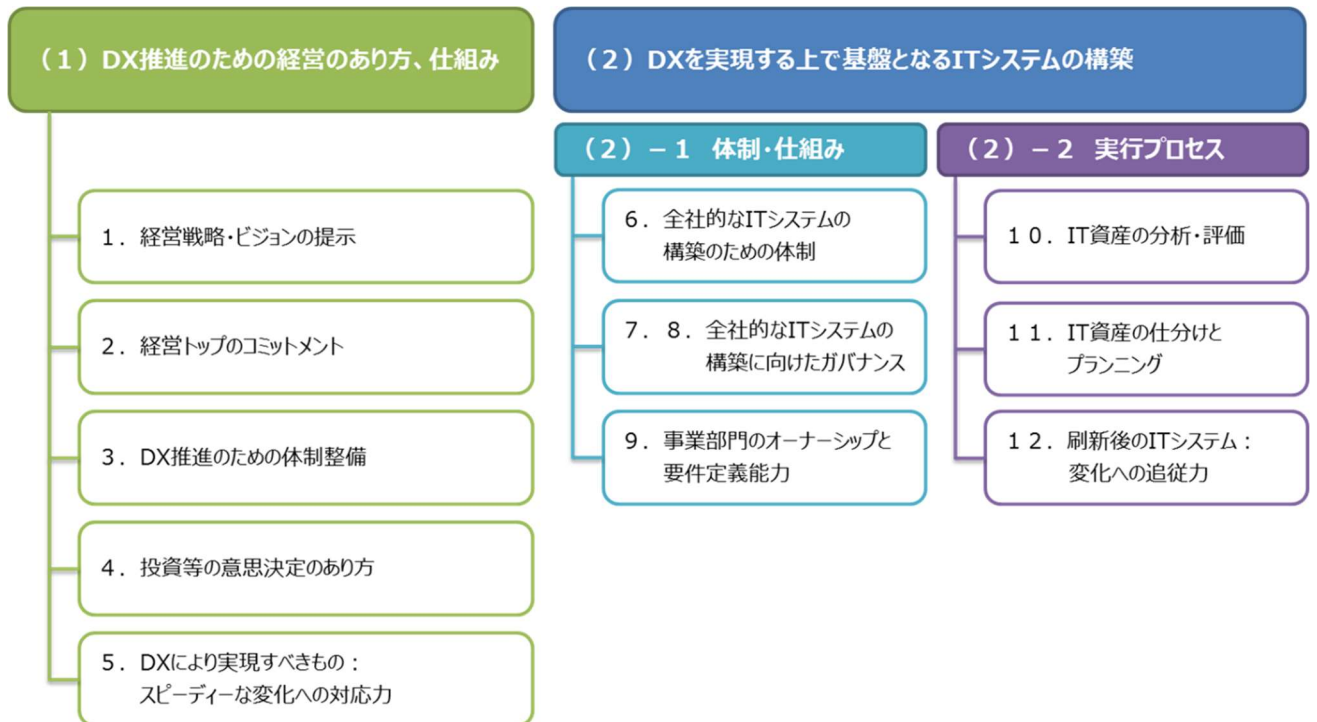 （１）DX推進のための経営のあり方、仕組み
１．経営戦略・ビジョンの提示
２．経営トップのコミットメント
３．DX推進のための体制整備
４．投資等の意思決定のあり方
５．DXにより実現すべきもの：
スピーディーな変化への対応力
（２）DXを実現する上で基盤となるITシステムの構築
（２）－１　体制・仕組み
６．全社的なITシステムの
構築のための体制
７．８．全社的なITシステムの
構築に向けたガバナンス
９．事業部門のオーナーシップと
要件定義能力
（２）－２　実行プロセス
１０．IT資産の分析・評価
１１．IT資産の仕分けと
プランニング
１２．刷新後のITシステム：
変化への追従力